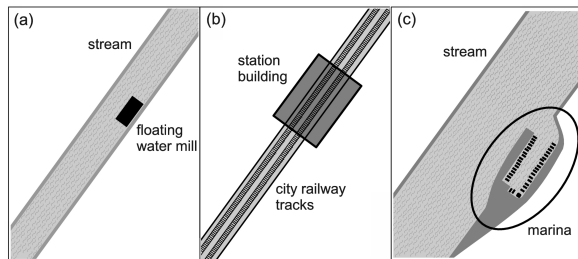 (a)
stream
floating
water mill
(b)
station
building
city railway
tracks
(c)
stream
marina